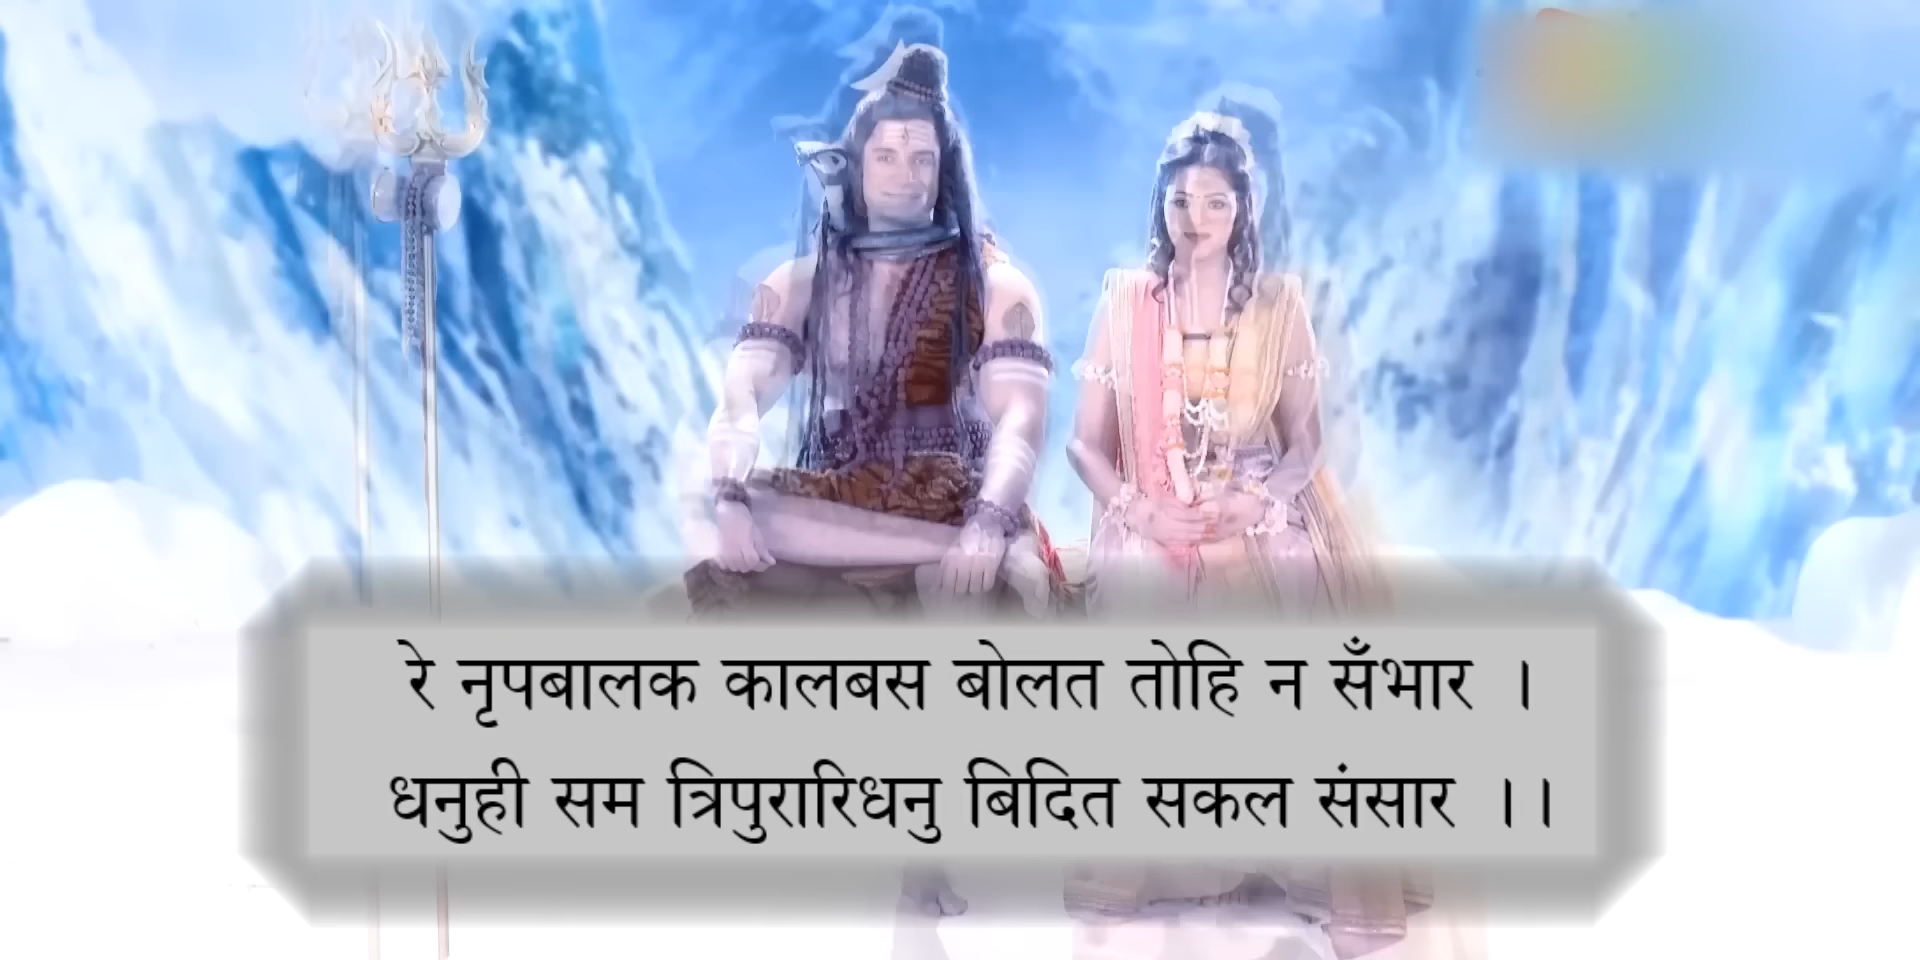 रे नृपबालक कालबस बोलत तोहि न सँभार ।
धनुही सम त्रिपुरारिधनु बिदित सकल संसार ।।